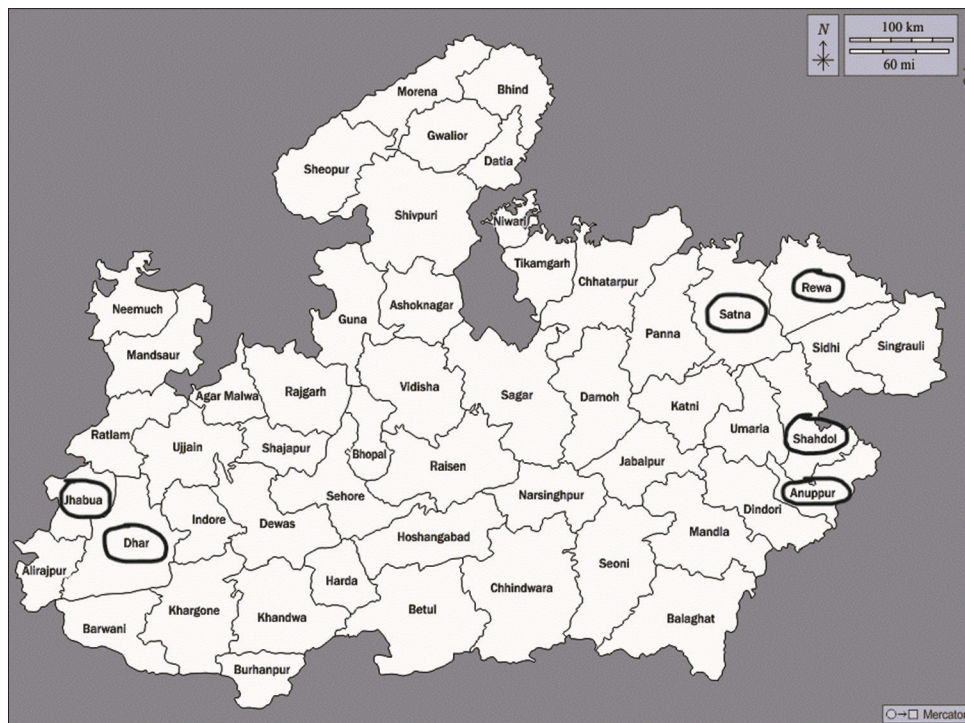 N
100 km
60 mi
Morena
Bhind
Gwalior
Sheopur
Datia
Shivpuri
Niwari
Tikamgarh
Chhatarpur
Rewa
Neemuch
Guna
Ashoknagar
Satna
Panna
Sidhi
Singrauli
Mandsaur
Agar Malwa
Rajgarh
Vidisha
Sagar
Damoh
Katni
Umaria
Shahdol
Ratlam
Ujjain
Shajapur
Bhopal
Raisen
Jabalpur
Jhabua
Sehore
Narsinghpur
Anuppur
Dindori
Indore
Dewas
Dhar
Hoshangabad
Mandla
Alirajpur
Harda
Seoni
Khargone
Khandwa
Betul
Chhindwara
Balaghat
Barwani
Burhanpur
Mercator